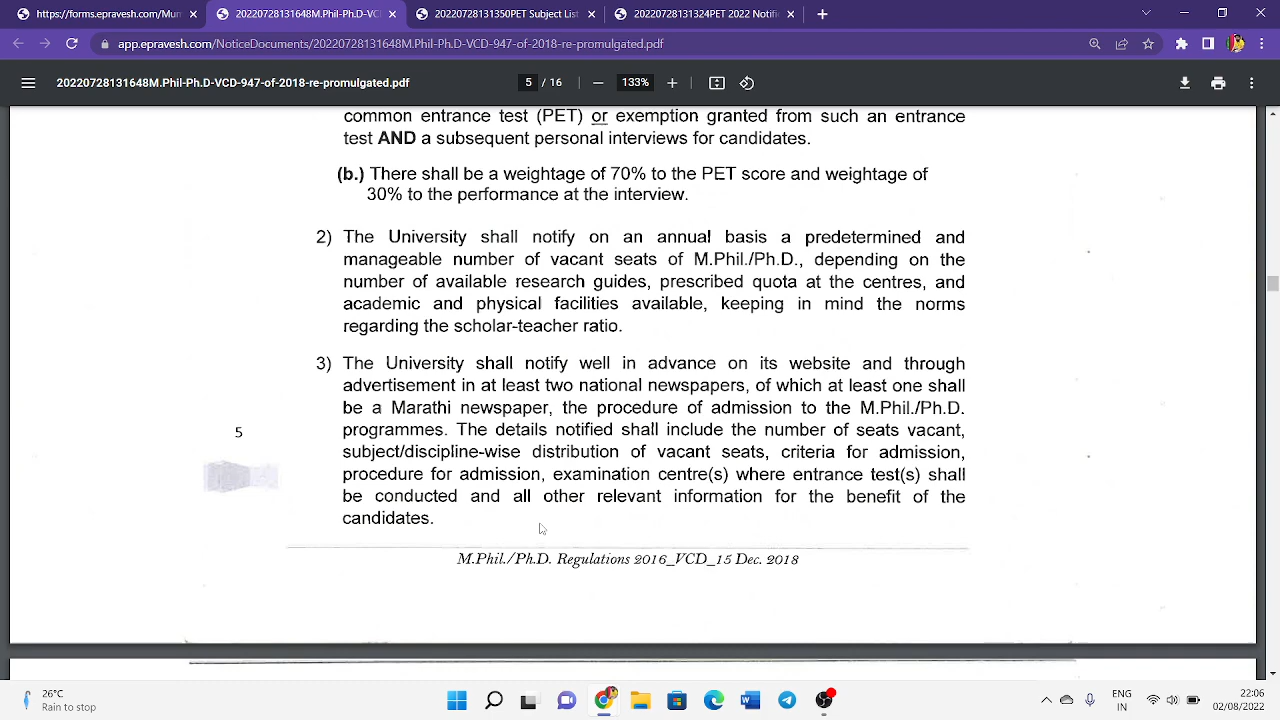 https://forms.epravesh.com/Mun
20220728131648M.Phil-Ph.D-VCD
20220728131350PET Subject List
20220728131324PET 2022 Notifi
app.epravesh.com/NoticeDocuments/20220728131648M.Phil-Ph.D-VCD-947-of-2018-re-promulgated.pdf
20220728131648M.Phil-Ph.D-VCD-947-of-2018-re-promulgated.pdf
5 / 16
133%
common entrance test (PET) or exemption granted from such an entrance
test AND a subsequent personal interviews for candidates.
(b.) There shall be a weightage of 70% to the PET score and weightage of
30% to the performance at the interview.
2) The University shall notify on an annual basis a predetermined and
manageable number of vacant seats of M.Phil./Ph.D., depending on the
number of available research guides, prescribed quota at the centres, and
academic and physical facilities available, keeping in mind the norms
regarding the scholar-teacher ratio.
3) The University shall notify well in advance on its website and through
advertisement in at least two national newspapers, of which at least one shall
be a Marathi newspaper, the procedure of admission to the M.Phil./Ph.D.
programmes. The details notified shall include the number of seats vacant,
subject/discipline-wise distribution of vacant seats, criteria for admission,
procedure for admission, examination centre(s) where entrance test(s) shall
be conducted and all other relevant information for the benefit of the
candidates.
5
M.Phil./Ph.D. Regulations 2016_VCD_15 Dec. 2018
26°C
Rain to stop
ENG
IN
22:06
02/08/2022